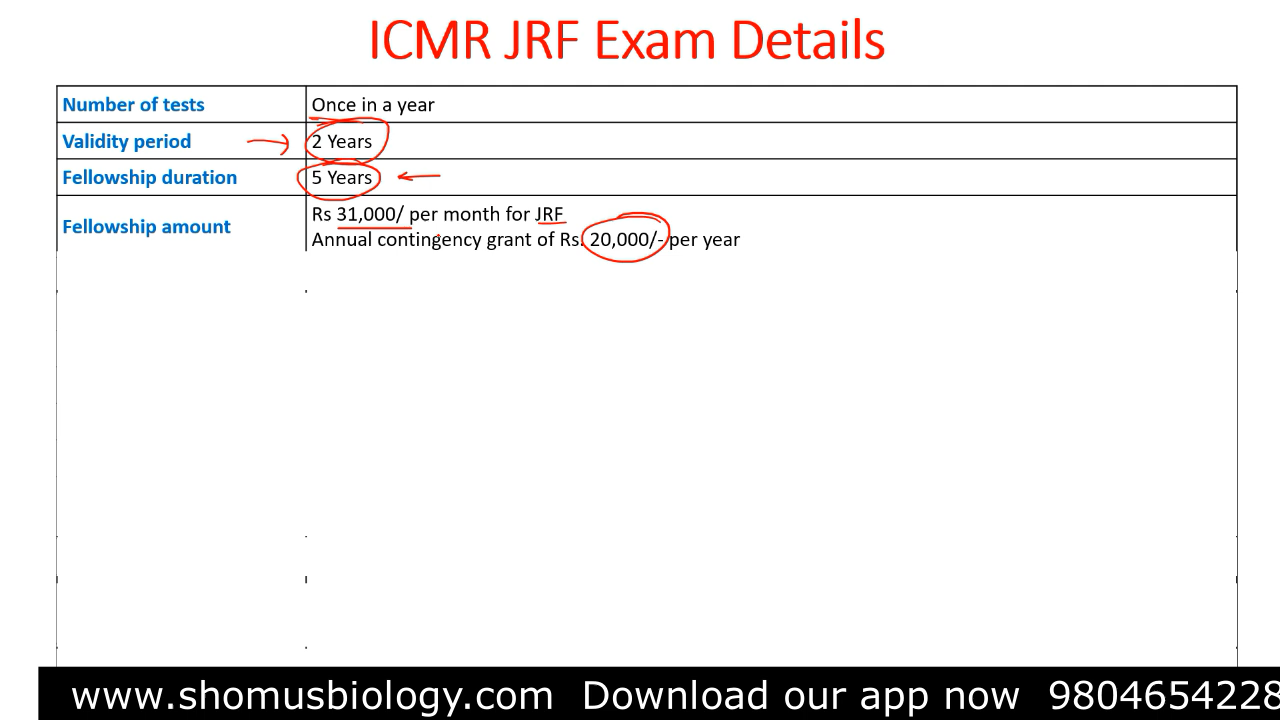 ICMR JRF Exam Details
Number of tests Once in a year
Validity period 2 Years
Fellowship duration 5 Years
Fellowship amount
Rs 31,000/ per month for JRF
Annual contingency grant of Rs. 20,000/- per year
www.shomusbiology.com Download our app now 9804654228